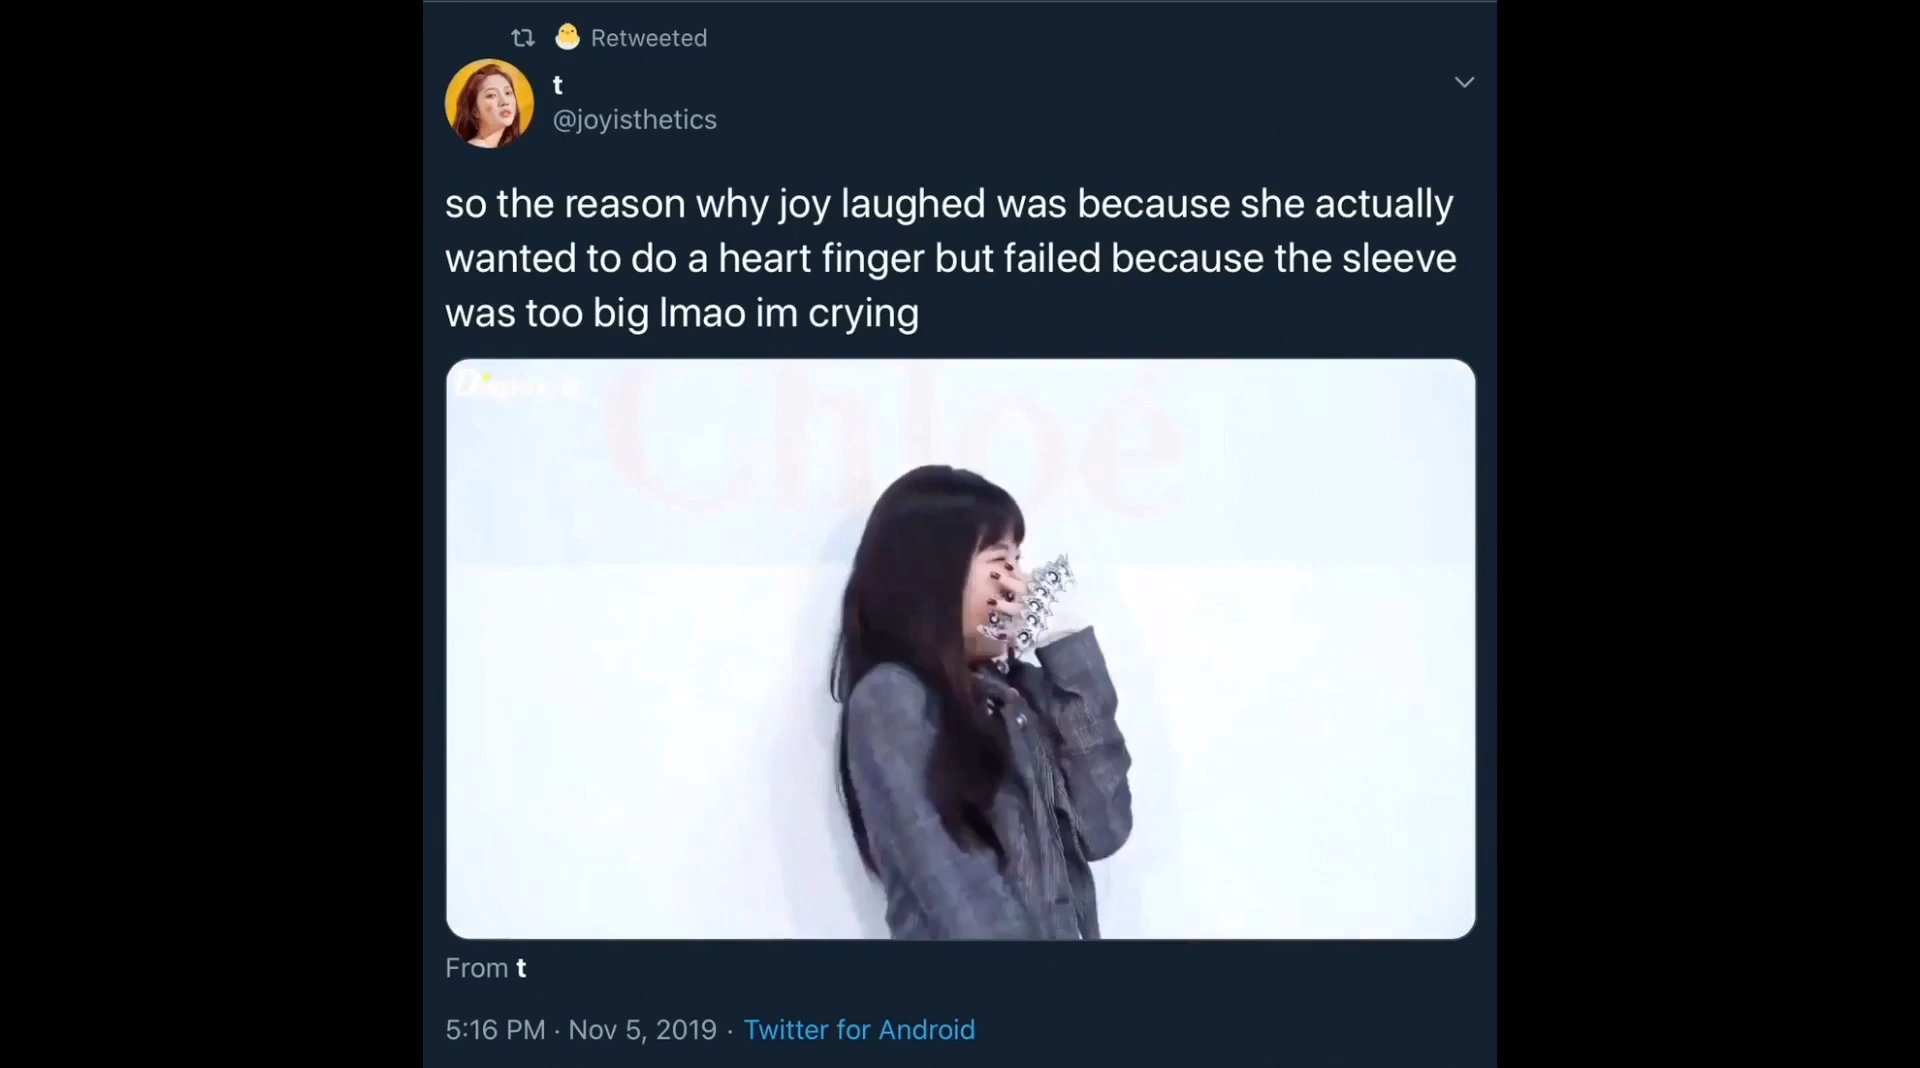 Retweeted
t
@joyisthetics
so the reason why joy laughed was because she actually
wanted to do a heart finger but failed because the sleeve
was too big lmao im crying
Chloé
From t
5:16 PM · Nov 5, 2019 · Twitter for Android